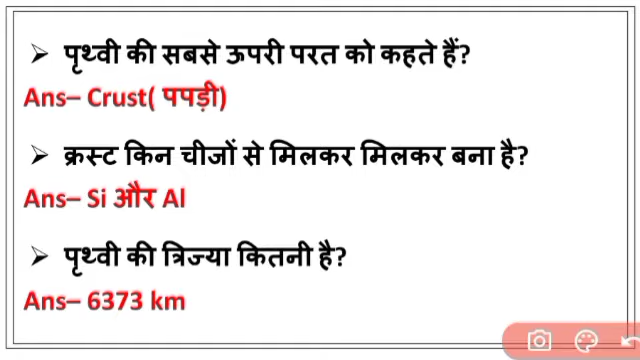 ➢ पृथ्वी की सबसे ऊपरी परत को कहते हैं?
Ans– Crust( पपड़ी)
➢ क्रस्ट किन चीजों से मिलकर मिलकर बना है?
Ans– Si और Al
➢ पृथ्वी की त्रिज्या कितनी है?
Ans– 6373 km